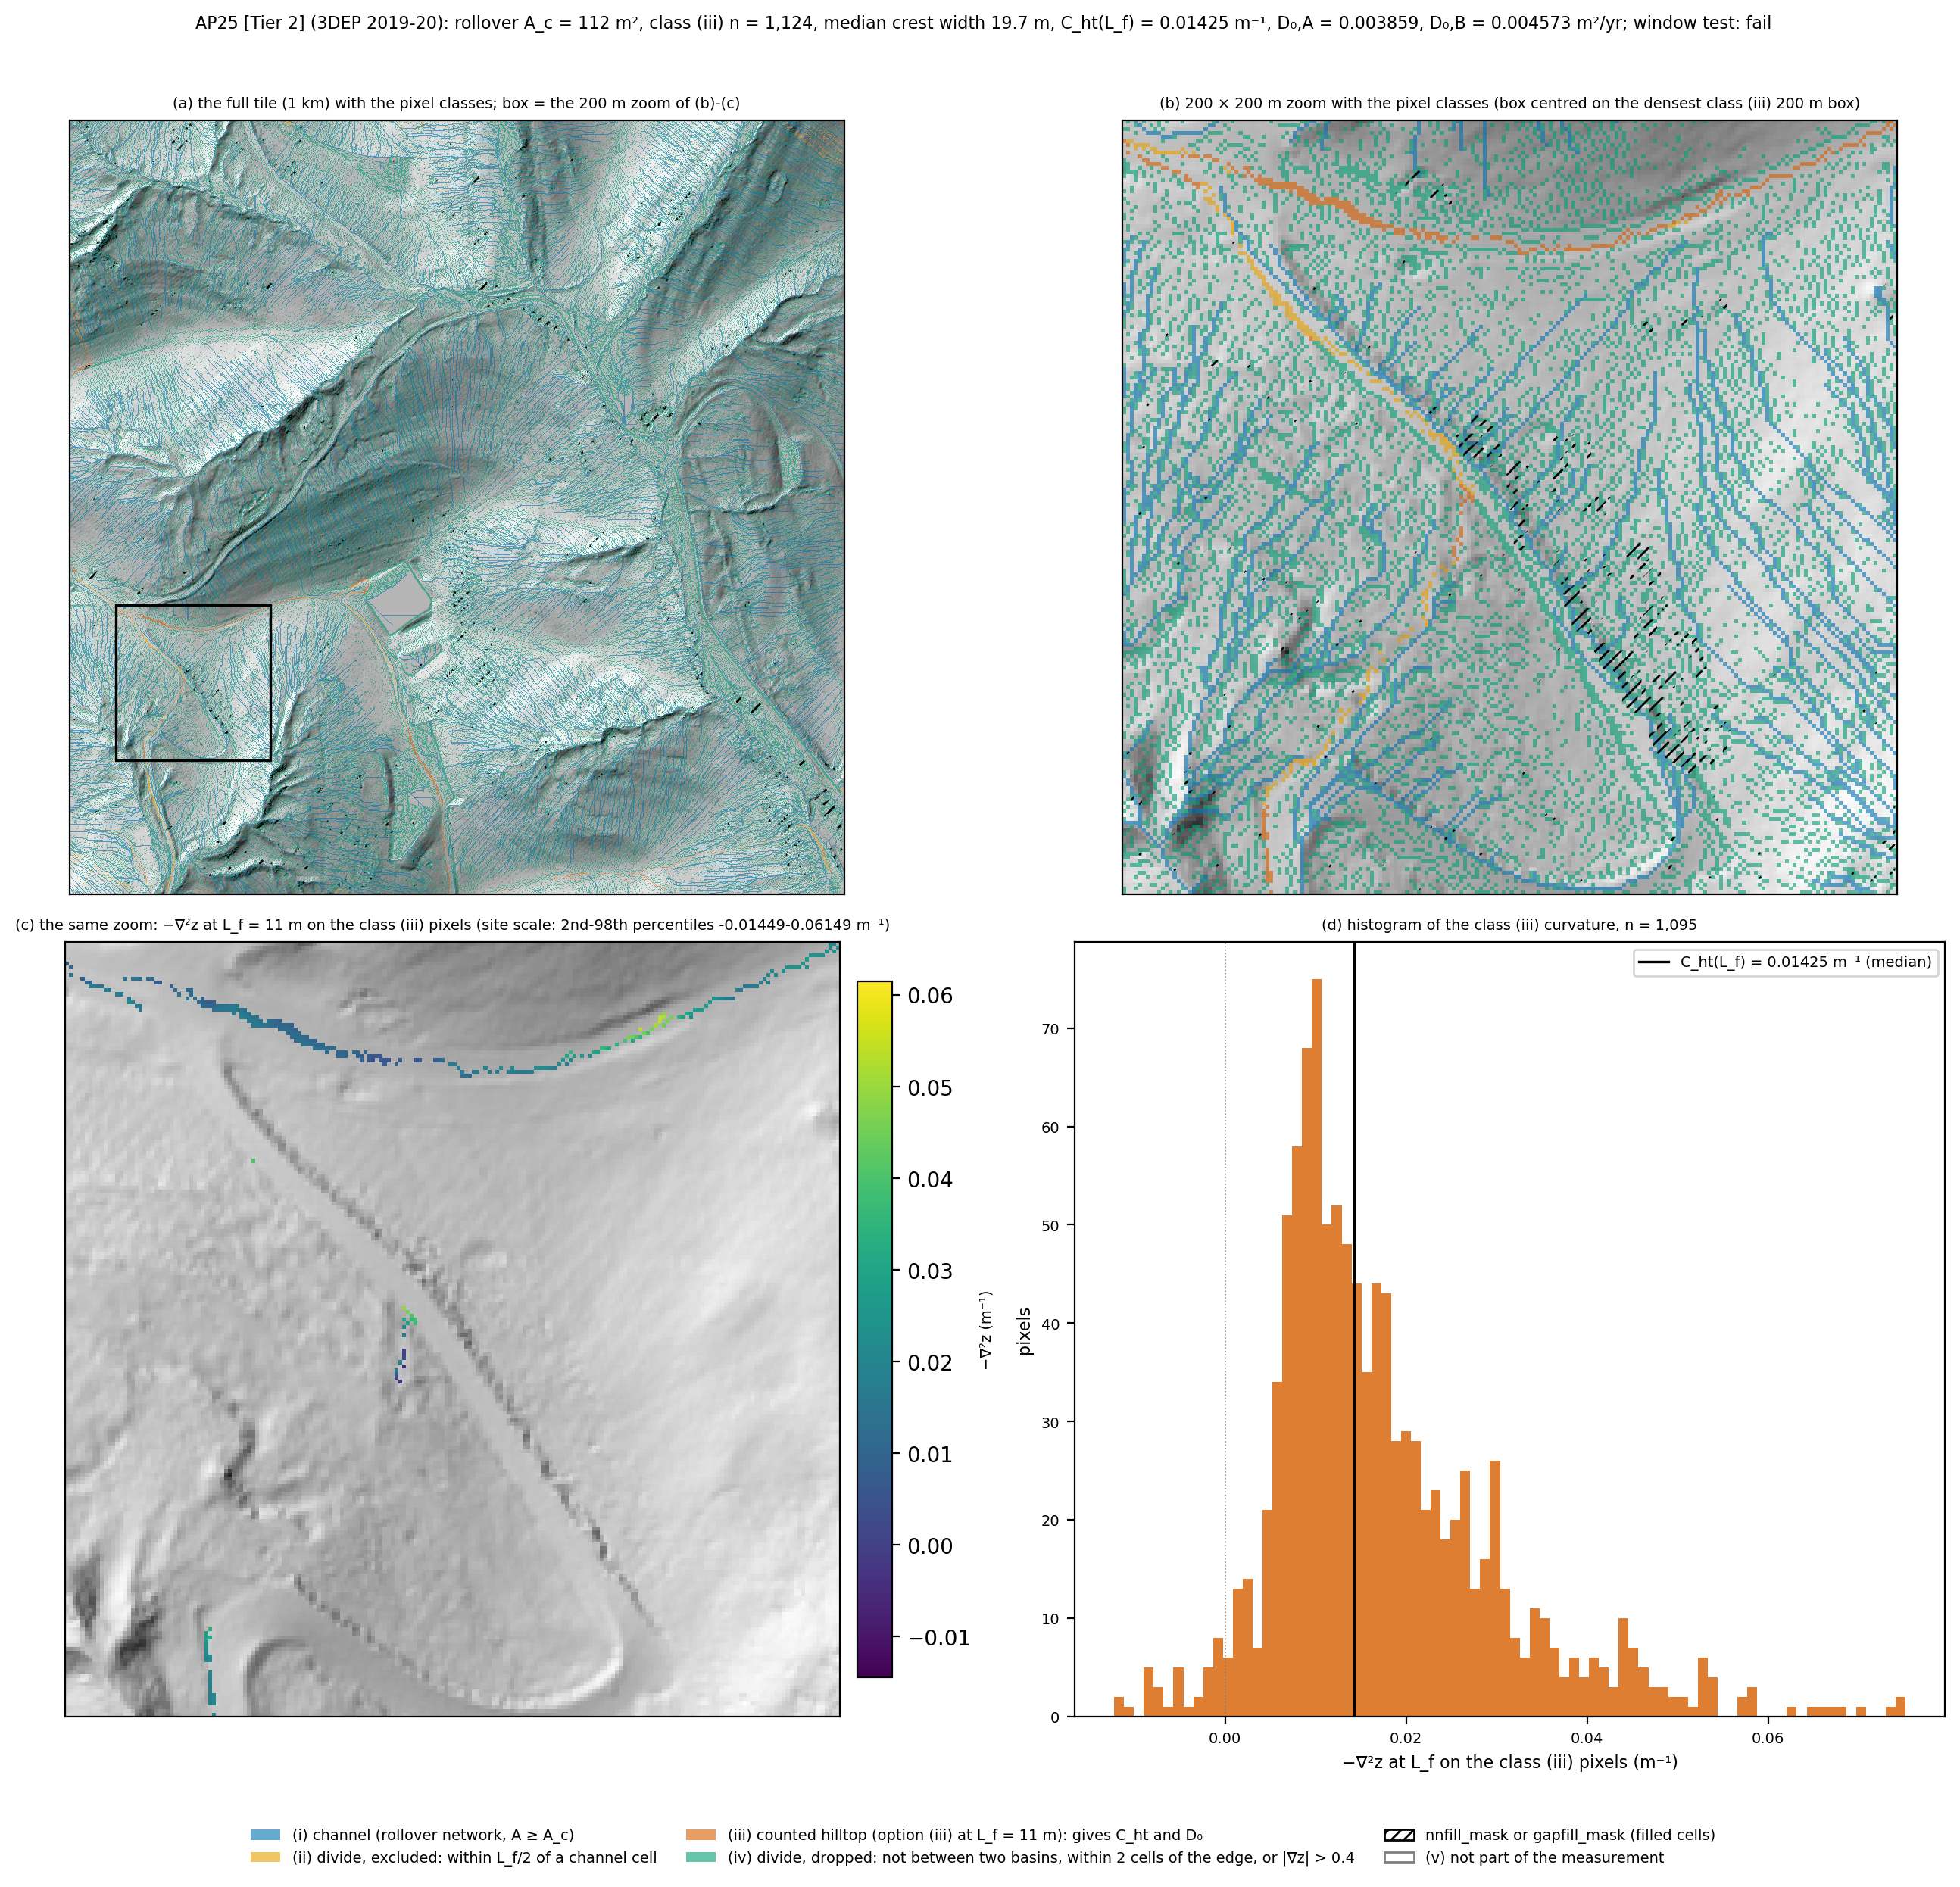 AP25 [Tier 2] (3DEP 2019-20): rollover A_c = 112 m², class (iii) n = 1,124, median crest width 19.7 m, C_ht(L_f) = 0.01425 m⁻¹, D₀,A = 0.003859, D₀,B = 0.004573 m²/yr; window test: fail
(a) the full tile (1 km) with the pixel classes; box = the 200 m zoom of (b)-(c)
(b) 200 × 200 m zoom with the pixel classes (box centred on the densest class (iii) 200 m box)
(c) the same zoom: −∇²z at L_f = 11 m on the class (iii) pixels (site scale: 2nd-98th percentiles -0.01449-0.06149 m⁻¹)
0.06
0.05
0.04
0.03
0.02
0.01
0.00
−0.01
−∇²z (m⁻¹)
(d) histogram of the class (iii) curvature, n = 1,095
C_ht(L_f) = 0.01425 m⁻¹ (median)
pixels
70
60
50
40
30
20
10
0
0.00
0.02
0.04
0.06
−∇²z at L_f on the class (iii) pixels (m⁻¹)
(i) channel (rollover network, A ≥ A_c)
(ii) divide, excluded: within L_f/2 of a channel cell
(iii) counted hilltop (option (iii) at L_f = 11 m): gives C_ht and D₀
(iv) divide, dropped: not between two basins, within 2 cells of the edge, or |∇z| > 0.4
nnfill_mask or gapfill_mask (filled cells)
(v) not part of the measurement